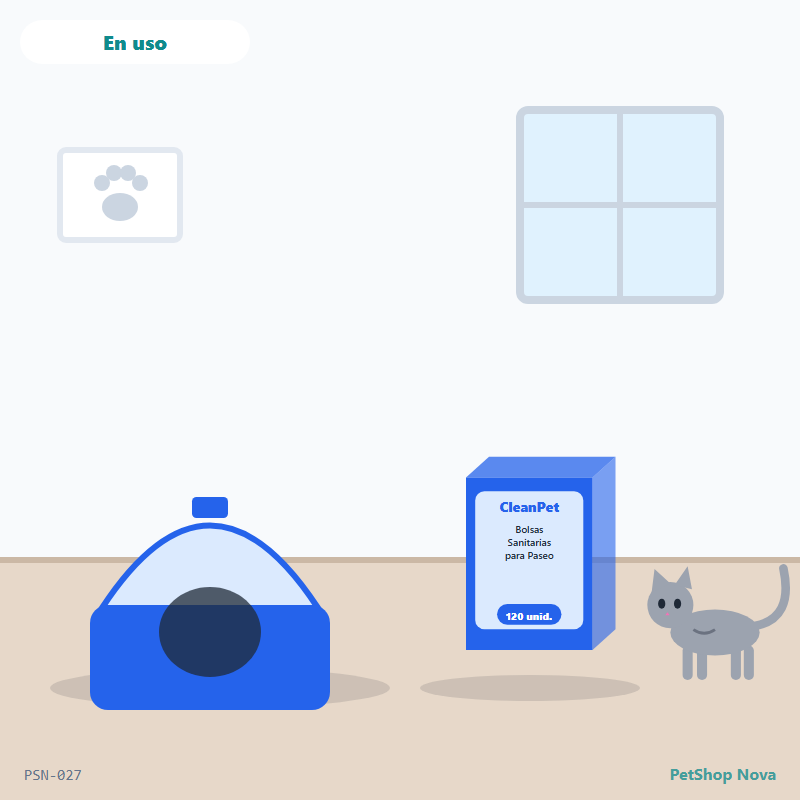 En uso
CleanPet
Bolsas
Sanitarias
para Paseo
120 unid.
PSN-027
PetShop Nova